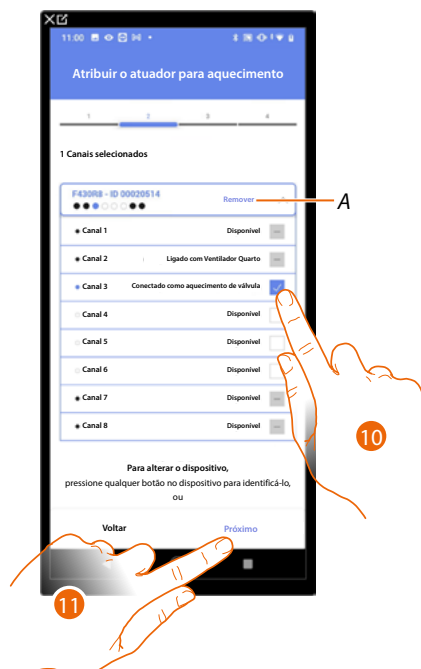 11:00
Atribuir o atuador para aquecimento
1 2 3 4
1 Canais selecionados
F430R8 - ID 00020514
Remover
A
Canal 1 Disponível
Canal 2 Ligado com Ventilador Quarto
Canal 3 Conectado como aquecimento de válvula
Canal 4 Disponível
Canal 5 Disponível
Canal 6 Disponível
Canal 7 Disponível
Canal 8 Disponível
10
Para alterar o dispositivo,
pressione qualquer botão no dispositivo para identificá-lo,
ou
Voltar Próximo
11